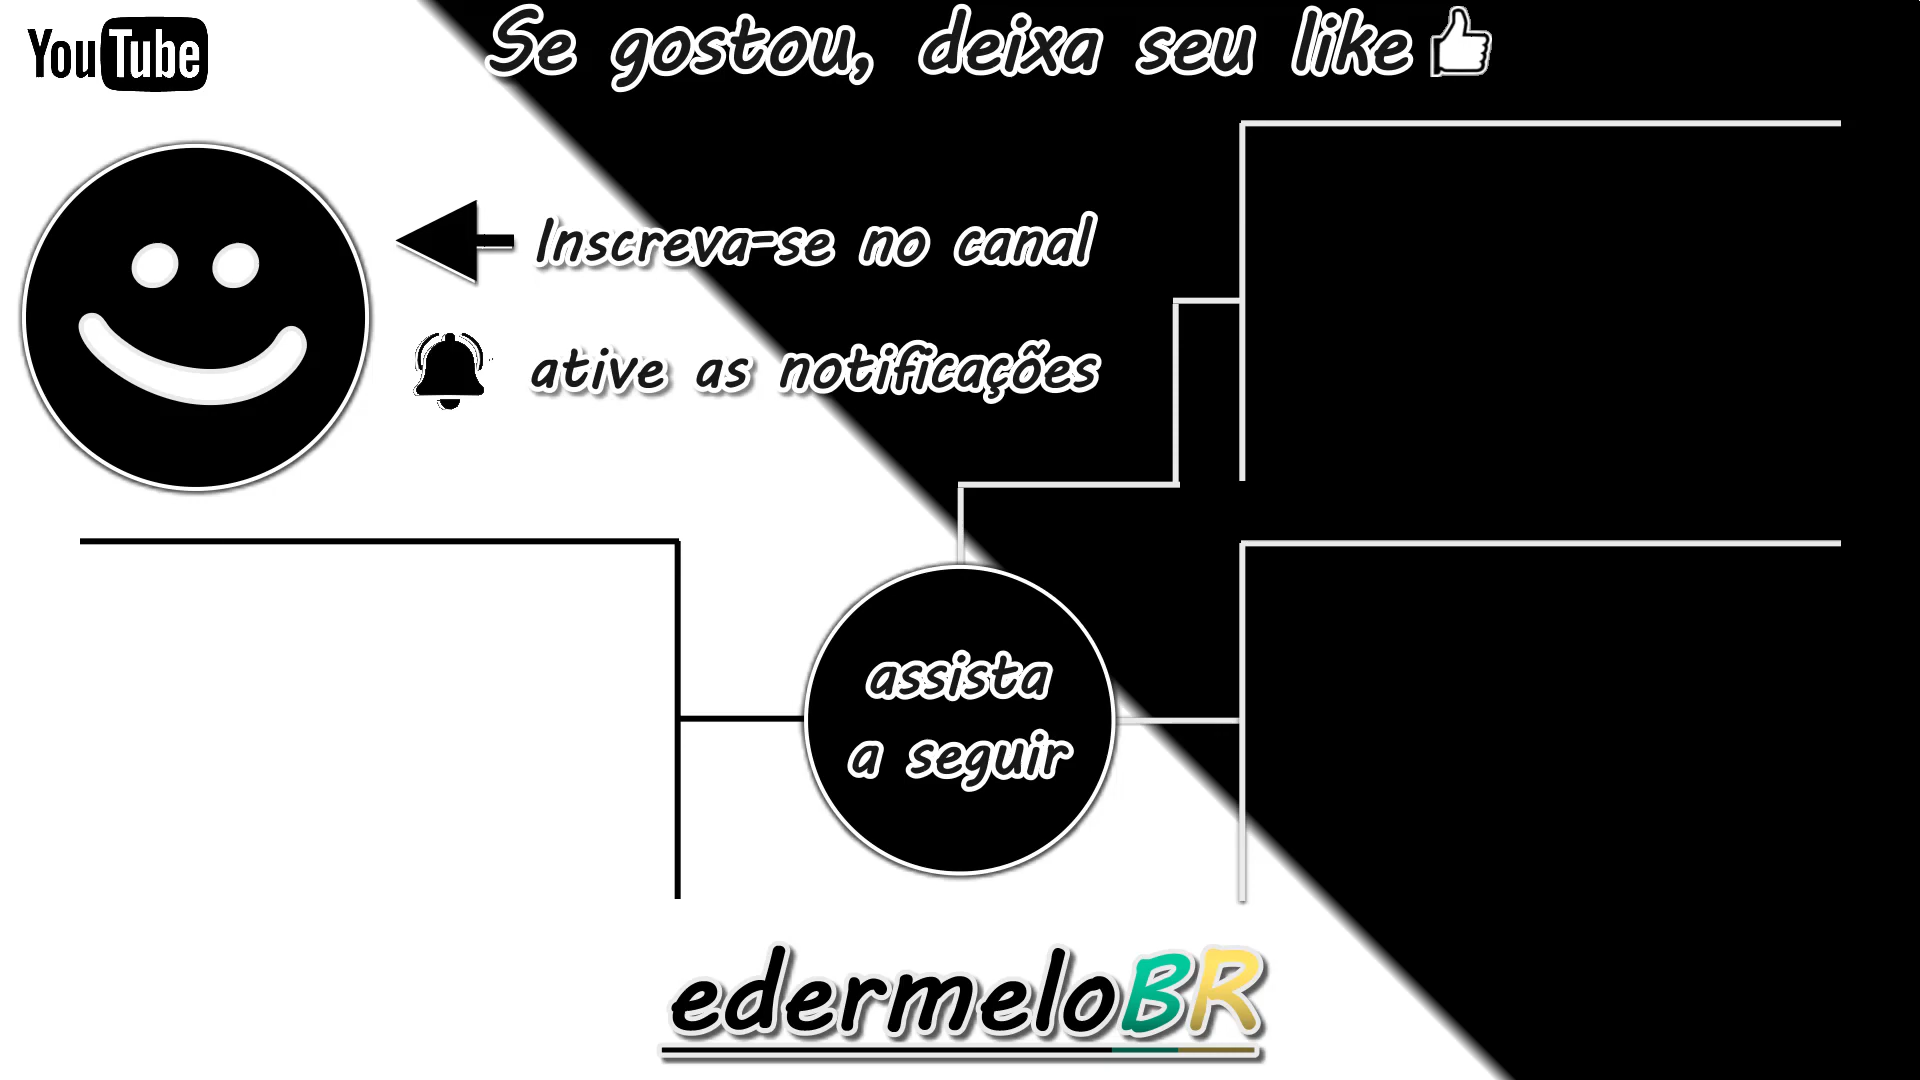 YouTube
Se gostou, deixa seu like
Inscreva-se no canal
ative as notificações
assista
a seguir
edermeloBR